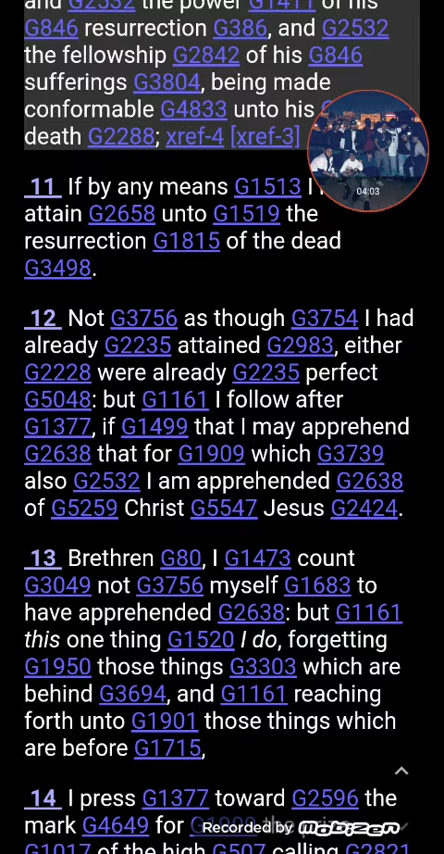 and G2532 the power G1411 of his
G846 resurrection G386, and G2532
the fellowship G2842 of his G846
sufferings G3804, being made
conformable G4833 unto his
death G2288; xref-4 [xref-3]
04:03
11 If by any means G1513 I
attain G2658 unto G1519 the
resurrection G1815 of the dead
G3498.
12 Not G3756 as though G3754 I had
already G2235 attained G2983, either
G2228 were already G2235 perfect
G5048: but G1161 I follow after
G1377, if G1499 that I may apprehend
G2638 that for G1909 which G3739
also G2532 I am apprehended G2638
of G5259 Christ G5547 Jesus G2424.
13 Brethren G80, I G1473 count
G3049 not G3756 myself G1683 to
have apprehended G2638: but G1161
this one thing G1520 I do, forgetting
G1950 those things G3303 which are
behind G3694, and G1161 reaching
forth unto G1901 those things which
are before G1715,
14 I press G1377 toward G2596 the
mark G4649 for
Recorded by mobizen
G1017 of the high G507 calling G2821